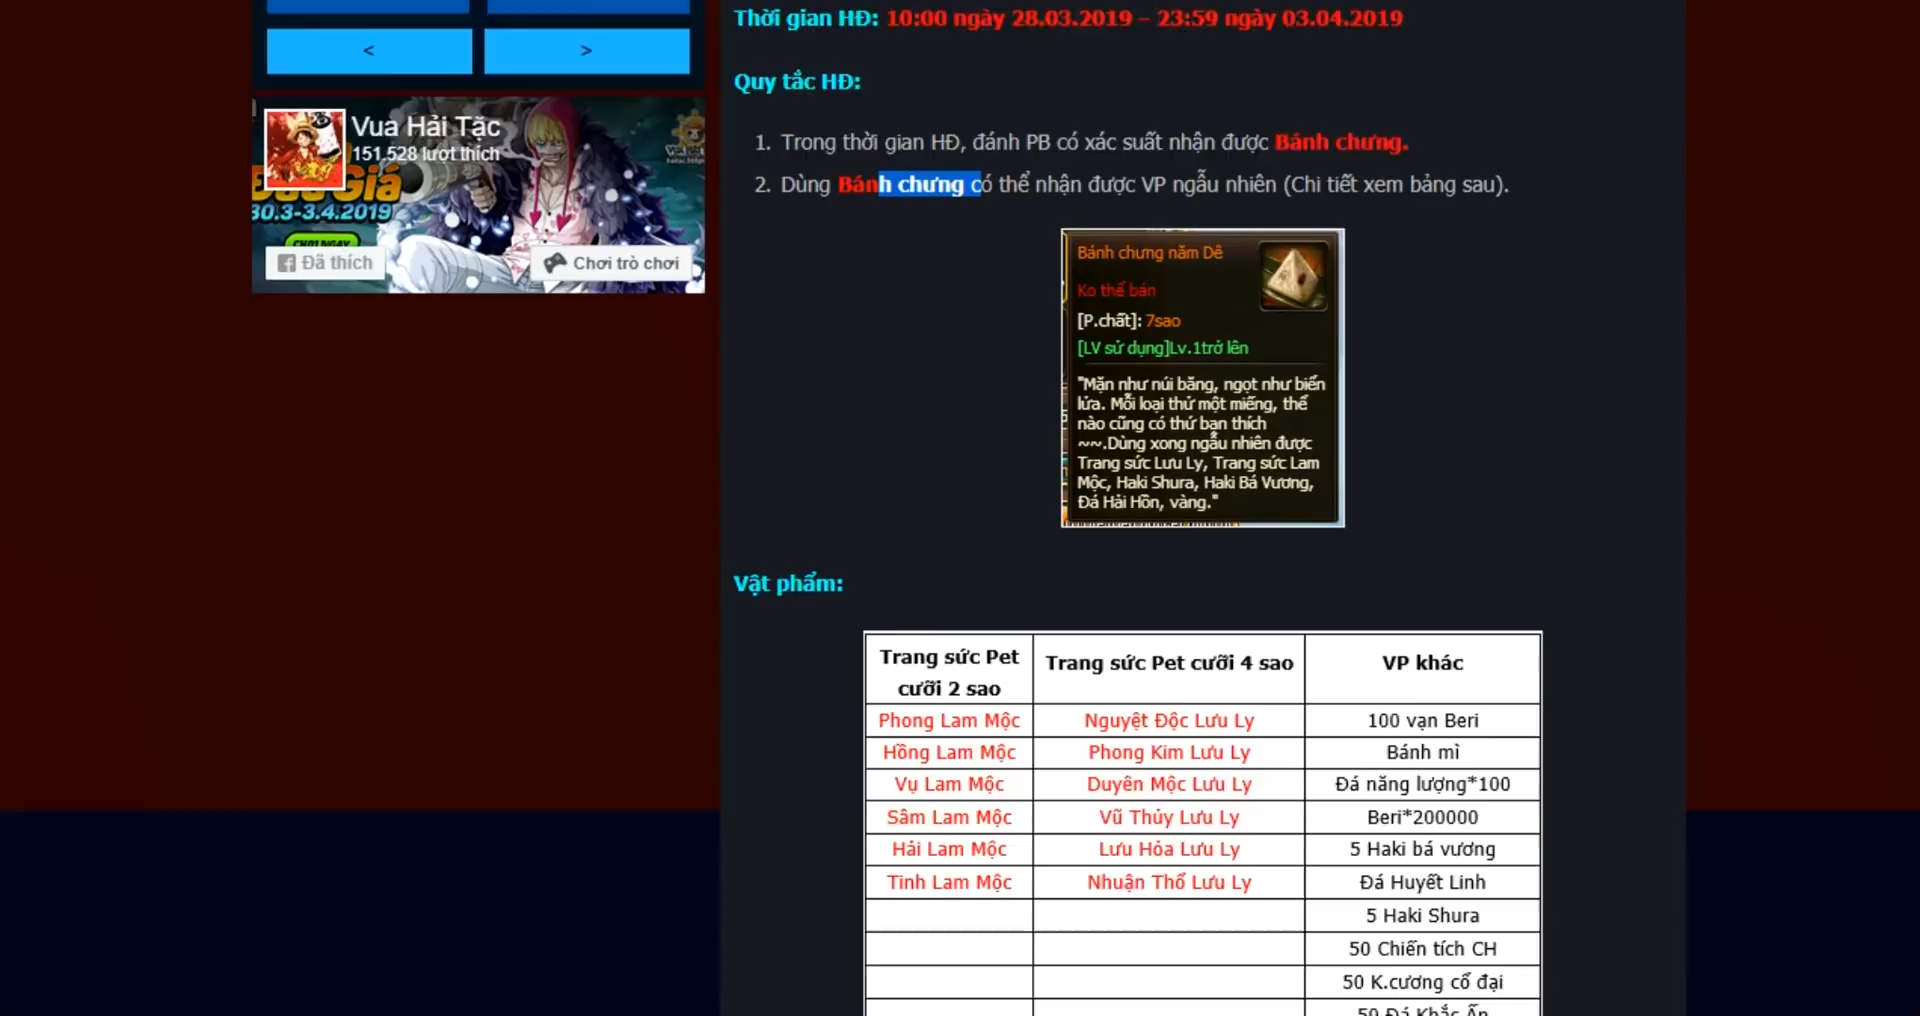 <
>
Vua Hải Tặc
151.528 lượt thích
Độc Giá
30.3-3.4.2019
CHƠI NGAY
Đã thích
Chơi trò chơi
Thời gian HĐ: 10:00 ngày 28.03.2019 – 23:59 ngày 03.04.2019
Quy tắc HĐ:
1. Trong thời gian HĐ, đánh PB có xác suất nhận được Bánh chưng.
2. Dùng Bánh chưng có thể nhận được VP ngẫu nhiên (Chi tiết xem bảng sau).
Bánh chưng năm Dê
Ko thể bán
[P.chất]: 7sao
[LV sử dụng]Lv.1trở lên
"Mặn như núi băng, ngọt như biển
lửa. Mỗi loại thử một miếng, thế
nào cũng có thứ bạn thích
~~.Dùng xong ngẫu nhiên được
Trang sức Lưu Ly, Trang sức Lam
Mộc, Haki Shura, Haki Bá Vương,
Đá Hải Hồn, vàng."
Vật phẩm:
Trang sức Pet
cưỡi 2 sao
Trang sức Pet cưỡi 4 sao
VP khác
Phong Lam Mộc
Nguyệt Độc Lưu Ly
100 vạn Beri
Hồng Lam Mộc
Phong Kim Lưu Ly
Bánh mì
Vụ Lam Mộc
Duyên Mộc Lưu Ly
Đá năng lượng*100
Sâm Lam Mộc
Vũ Thủy Lưu Ly
Beri*200000
Hải Lam Mộc
Lưu Hỏa Lưu Ly
5 Haki bá vương
Tinh Lam Mộc
Nhuận Thổ Lưu Ly
Đá Huyết Linh
5 Haki Shura
50 Chiến tích CH
50 K.cương cổ đại
50 Đá Khắc Ấn